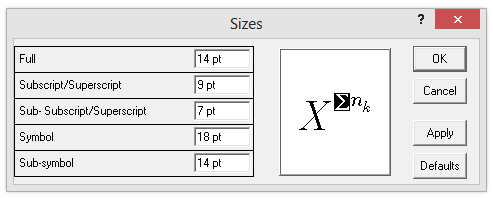 Sizes
?
Full 14 pt
Subscript/Superscript 9 pt
Sub- Subscript/Superscript 7 pt
Symbol 18 pt
Sub-symbol 14 pt
X Σ n k
OK
Cancel
Apply
Defaults